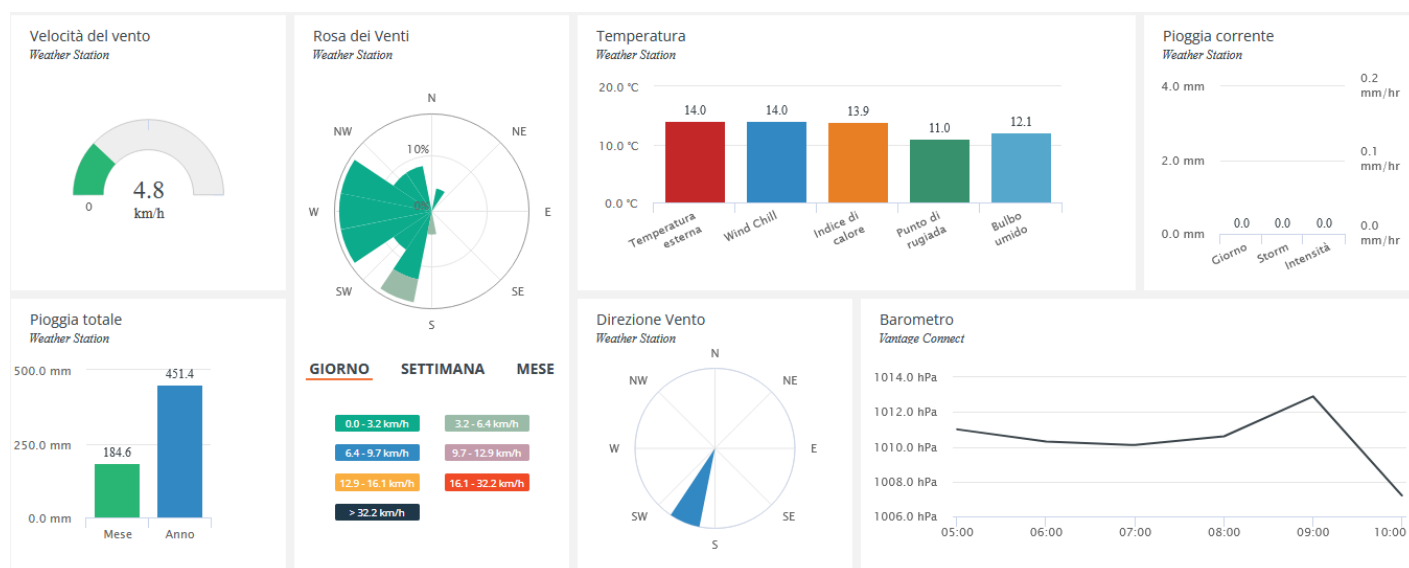 Velocità del vento
Weather Station
4.8
0
km/h
Rosa dei Venti
Weather Station
N
NW
NE
10%
0%
W
E
SW
SE
S
GIORNO SETTIMANA MESE
0.0 - 3.2 km/h
3.2 - 6.4 km/h
6.4 - 9.7 km/h
9.7 - 12.9 km/h
12.9 - 16.1 km/h
16.1 - 32.2 km/h
> 32.2 km/h
Temperatura
Weather Station
20.0 °C
10.0 °C
0.0 °C
14.0
14.0
13.9
11.0
12.1
Temperatura
esterna
Wind Chill
Indice di
calore
Punto di
rugiada
Bulbo
umido
Pioggia corrente
Weather Station
4.0 mm
2.0 mm
0.0 mm
0.2
mm/hr
0.1
mm/hr
0.0
mm/hr
0.0
0.0
0.0
Giorno
Storm
Intensità
Pioggia totale
Weather Station
500.0 mm
250.0 mm
0.0 mm
184.6
451.4
Mese
Anno
Direzione Vento
Weather Station
N
NW
NE
W
E
SW
SE
S
Barometro
Vantage Connect
1014.0 hPa
1012.0 hPa
1010.0 hPa
1008.0 hPa
1006.0 hPa
05:00
06:00
07:00
08:00
09:00
10:00